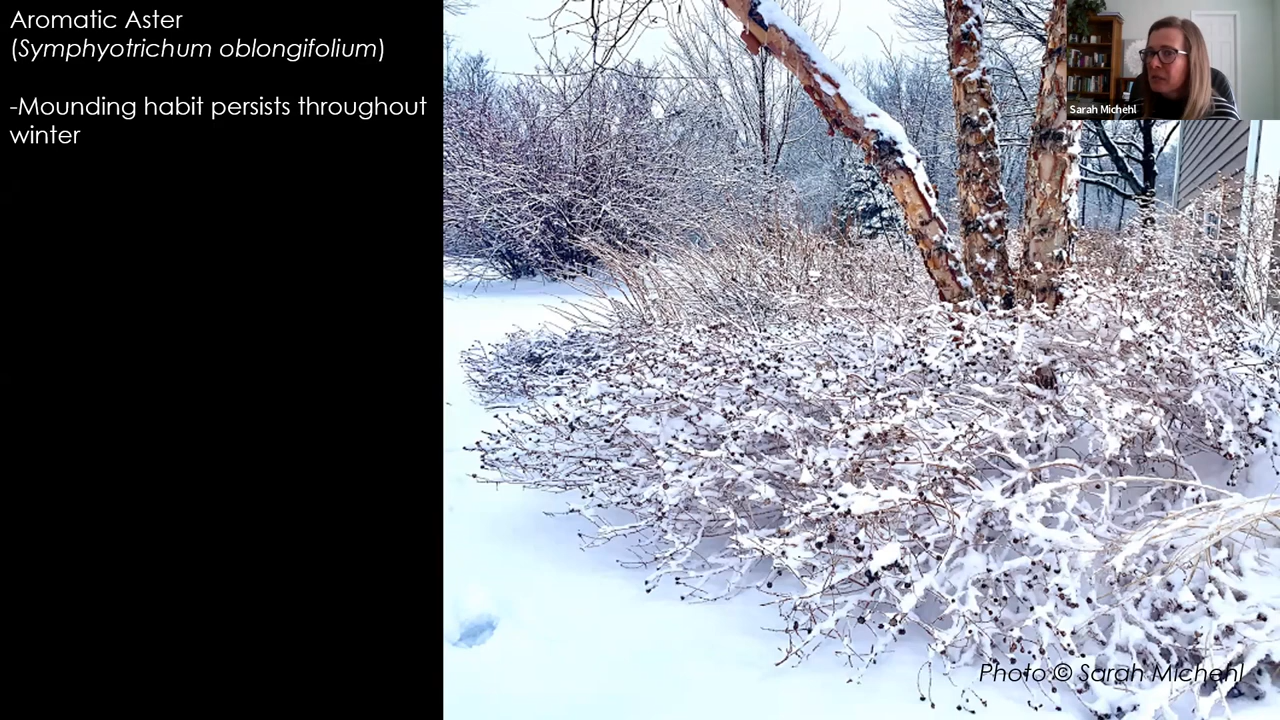 Aromatic Aster
(Symphyotrichum oblongifolium)
-Mounding habit persists throughout
winter
Sarah Michehl
Photo © Sarah Michehl